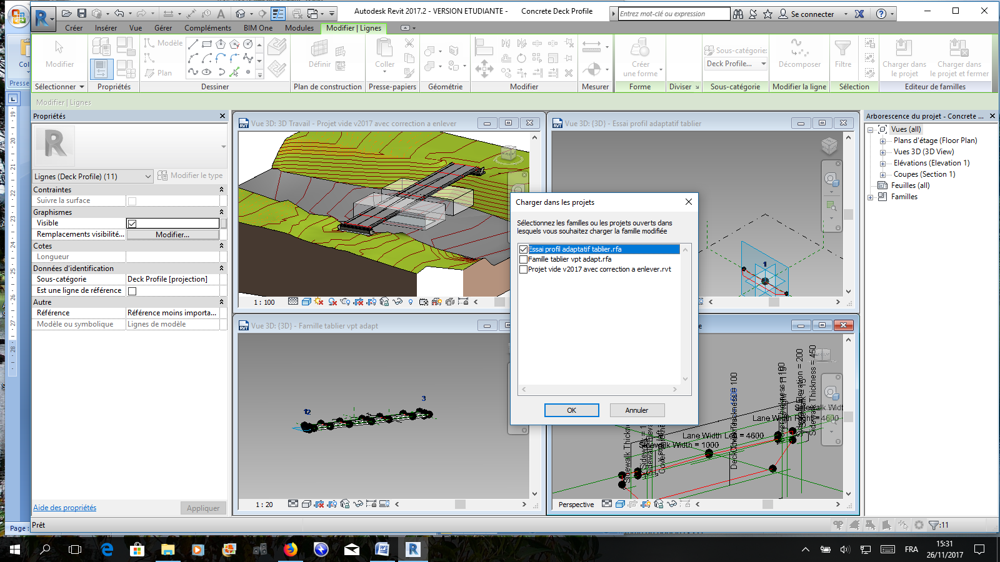 Autodesk Revit 2017.2 - VERSION ETUDIANTE - Concrete Deck Profile
Entrez mot-clé ou expression
Se connecter
Créer Insérer Vue Gérer Compléments BIM One Modules Modifier | Lignes
Modifier
Modèle
Plan
Définir
Coller
Créer une forme
Sous-catégorie:
Deck Profile...
Décomposer
Filtre
Charger dans le projet
Charger dans le projet et fermer
Sélectionner Propriétés Dessiner Plan de construction Presse-papiers Géométrie Modifier Mesurer Forme Diviser Sous-catégorie Modifier la ligne Sélection Editeur de familles
Modifier | Lignes
Col
Presse
Propriétés
R
Lignes (Deck Profile) (11)
Modifier le type
Contraintes
Suivre la surface
Graphismes
Visible
Remplacements visibilité... Modifier...
Cotes
Longueur
Données d'identification
Sous-catégorie Deck Profile [projection]
Est une ligne de référence
Autre
Référence Référence moins importa...
Modèle ou symbolique Lignes de modèle
Aide des propriétés
Appliquer
Vue 3D: 3D Travail - Projet vide v2017 avec correction a enlever
1 : 100
Vue 3D: {3D} - Essai profil adaptatif tablier
1
Vue 3D: {3D} - Famille tablier vpt adapt
12
3
1 : 20
Charger dans les projets
Sélectionnez les familles ou les projets ouverts dans
lesquels vous souhaitez charger la famille modifiée
Essai profil adaptatif tablier.rfa
Famille tablier vpt adapt.rfa
Projet vide v2017 avec correction a enlever.rvt
OK
Annuler
Lane Width Left = 4600
Sidewalk Width = 1000
Lane Width Right = 4600
Sidewalk Thickness = 450
Perspective
Arborescence du projet - Concrete ...
Vues (all)
Plans d'étage (Floor Plan)
Vues 3D (3D View)
Elévations (Elevation 1)
Coupes (Section 1)
Feuilles (all)
Familles
Page :
Prêt
:11
FRA
15:31
26/11/2017